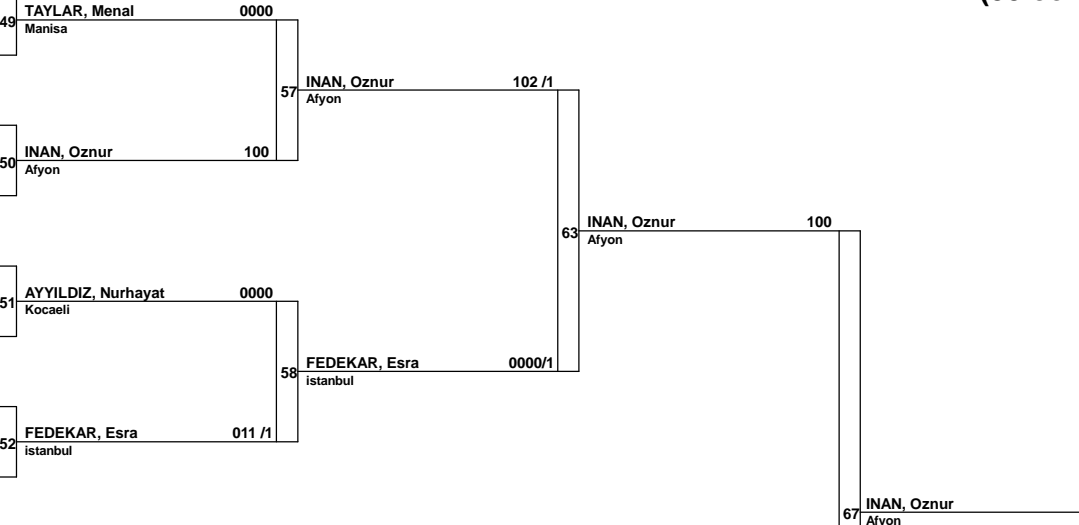 49 TAYLAR, Menal 0000
Manisa
57 INAN, Oznur 102 /1
Afyon
50 INAN, Oznur 100
Afyon
63 INAN, Oznur 100
Afyon
51 AYYILDIZ, Nurhayat 0000
Kocaeli
58 FEDEKAR, Esra 0000/1
istanbul
52 FEDEKAR, Esra 011 /1
istanbul
67 INAN, Oznur
Afyon